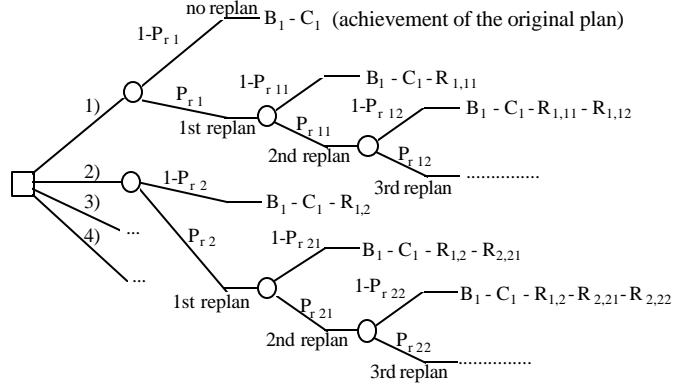 no replan
B₁ - C₁ (achievement of the original plan)
1-Pᵣ ₁
1-Pᵣ ₁₁
B₁ - C₁ - R₁,₁₁
1)
Pᵣ ₁
1-Pᵣ ₁₂
B₁ - C₁ - R₁,₁₁ - R₁,₁₂
1st replan
Pᵣ ₁₁
2nd replan
Pᵣ ₁₂
3rd replan
...............
2)
1-Pᵣ ₂
B₁ - C₁ - R₁,₂
3)
...
4)
Pᵣ ₂
1-Pᵣ ₂₁
B₁ - C₁ - R₁,₂ - R₂,₂₁
...
1-Pᵣ ₂₂
B₁ - C₁ - R₁,₂ - R₂,₂₁ - R₂,₂₂
1st replan
Pᵣ ₂₁
2nd replan
Pᵣ ₂₂
3rd replan
...............